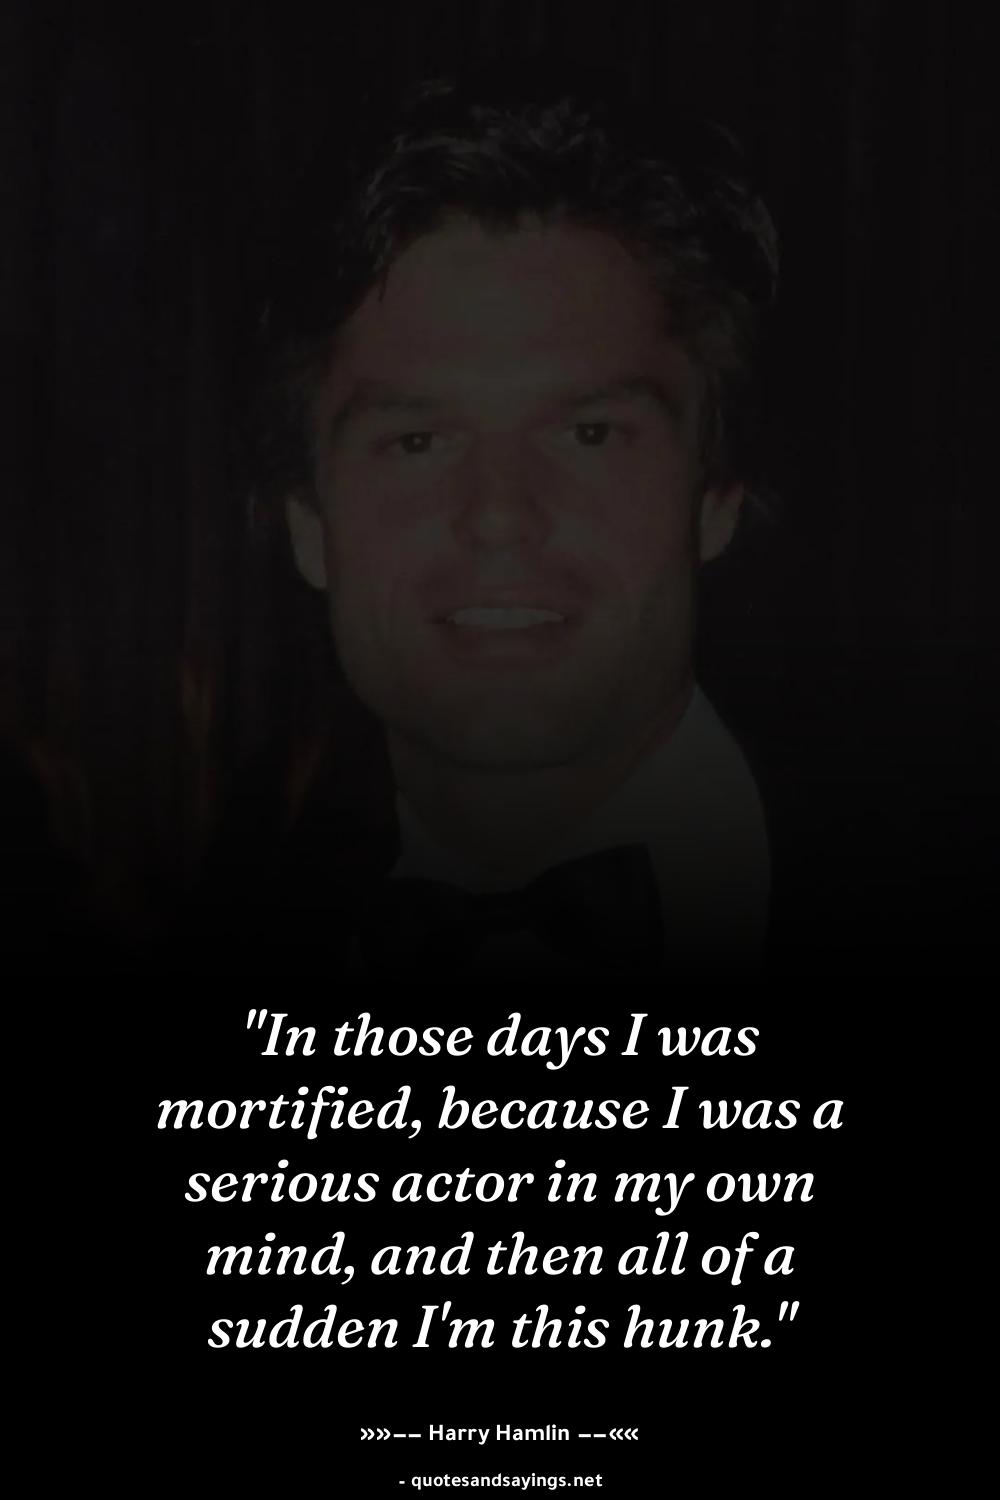 "In those days I was
mortified, because I was a
serious actor in my own
mind, and then all of a
sudden I'm this hunk."
»»−− Harry Hamlin −−««
- quotesandsayings.net